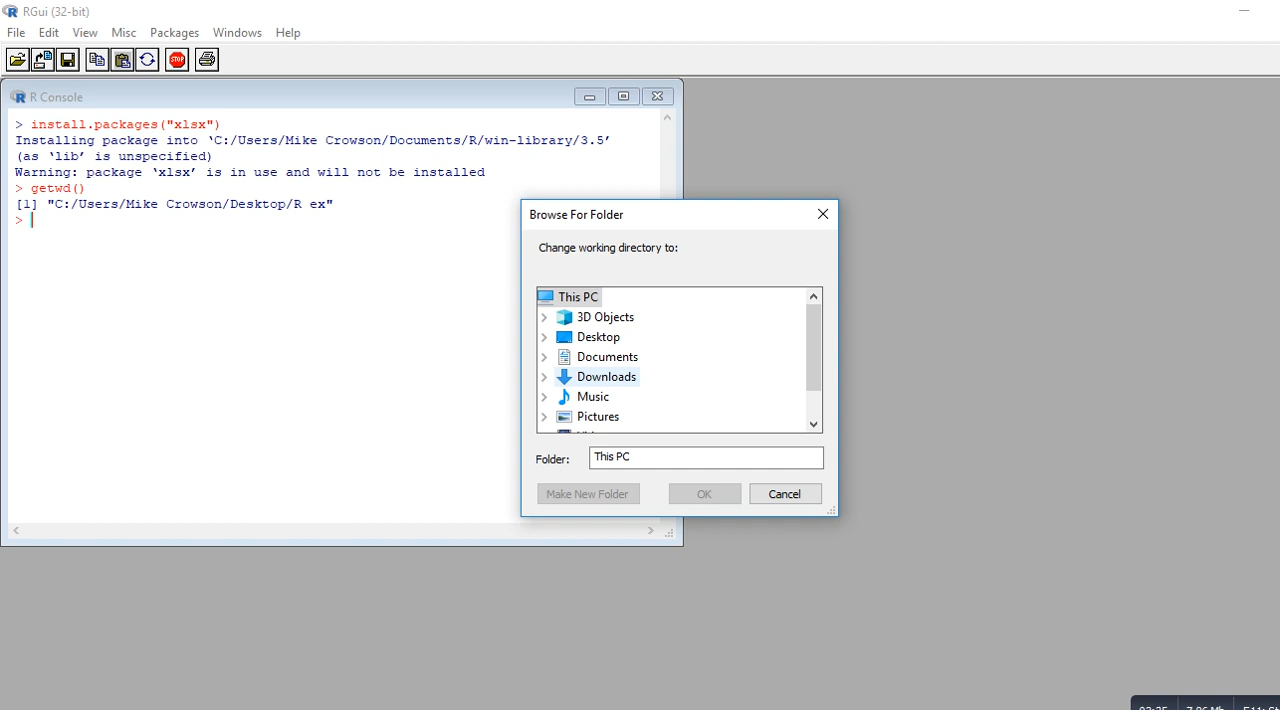 RGui (32-bit)
File Edit View Misc Packages Windows Help
STOP
R Console
> install.packages("xlsx")
Installing package into ‘C:/Users/Mike Crowson/Documents/R/win-library/3.5’
(as ‘lib’ is unspecified)
Warning: package ‘xlsx’ is in use and will not be installed
> getwd()
[1] "C:/Users/Mike Crowson/Desktop/R ex"
>
Browse For Folder
Change working directory to:
This PC
3D Objects
Desktop
Documents
Downloads
Music
Pictures
Folder: This PC
Make New Folder OK Cancel